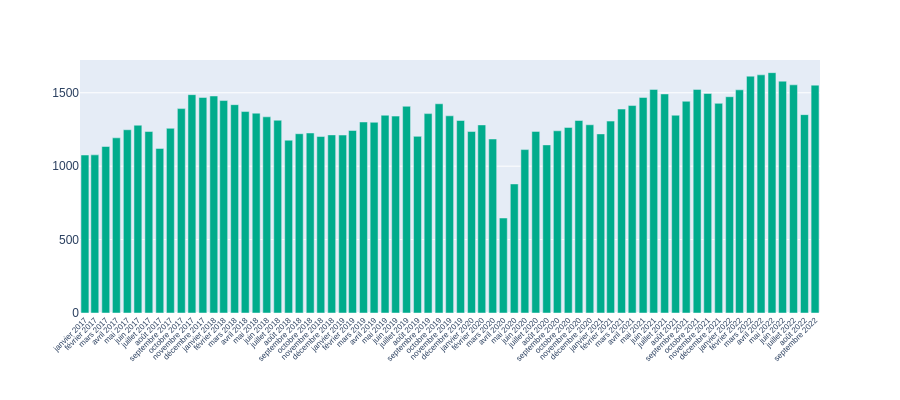 1500
1000
500
0
janvier 2017
février 2017
mars 2017
avril 2017
mai 2017
juin 2017
juillet 2017
août 2017
septembre 2017
octobre 2017
novembre 2017
décembre 2017
janvier 2018
février 2018
mars 2018
avril 2018
mai 2018
juin 2018
juillet 2018
août 2018
septembre 2018
octobre 2018
novembre 2018
décembre 2018
janvier 2019
février 2019
mars 2019
avril 2019
mai 2019
juin 2019
juillet 2019
août 2019
septembre 2019
octobre 2019
novembre 2019
décembre 2019
janvier 2020
février 2020
mars 2020
avril 2020
mai 2020
juin 2020
juillet 2020
août 2020
septembre 2020
octobre 2020
novembre 2020
décembre 2020
janvier 2021
février 2021
mars 2021
avril 2021
mai 2021
juin 2021
juillet 2021
août 2021
septembre 2021
octobre 2021
novembre 2021
décembre 2021
janvier 2022
février 2022
mars 2022
avril 2022
mai 2022
juin 2022
juillet 2022
août 2022
septembre 2022